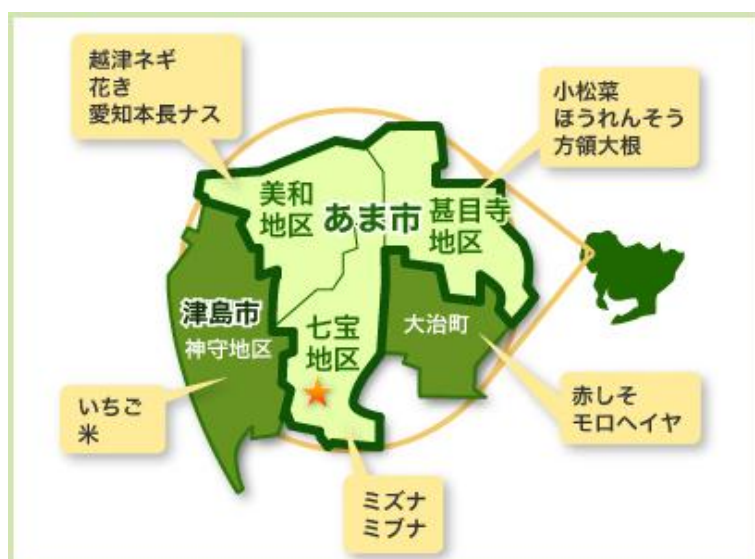 越津ネギ
花き
愛知本長ナス
小松菜
ほうれんそう
方領大根
美和
地区
あま市
甚目寺
地区
津島市
神守地区
七宝
地区
大治町
いちご
米
赤しそ
モロヘイヤ
ミズナ
ミブナ